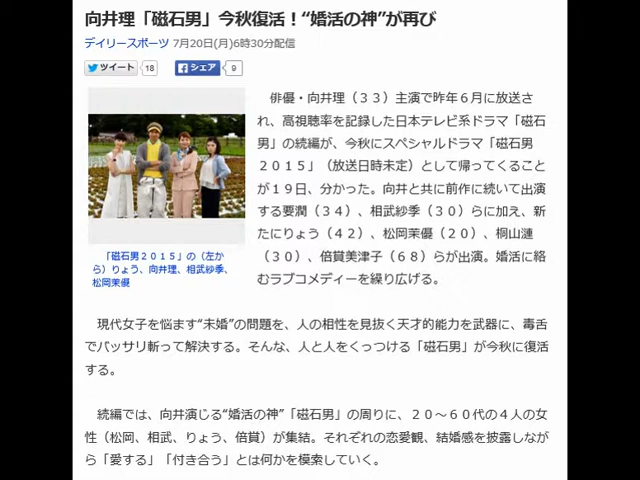 向井理「磁石男」今秋復活！“婚活の神”が再び
デイリースポーツ 7月20日(月)6時30分配信
ツイート 18 シェア 9
俳優・向井理（３３）主演で昨年６月に放送さ
れ、高視聴率を記録した日本テレビ系ドラマ「磁石
男」の続編が、今秋にスペシャルドラマ「磁石男
２０１５」（放送日時未定）として帰ってくること
が１９日、分かった。向井と共に前作に続いて出演
する要潤（３４）、相武紗季（３０）らに加え、新
たにりょう（４２）、松岡茉優（２０）、桐山漣
（３０）、倍賞美津子（６８）らが出演。婚活に絡
むラブコメディーを繰り広げる。
「磁石男２０１５」の（左か
ら）りょう、向井理、相武紗季、
松岡茉優
現代女子を悩ます“未婚”の問題を、人の相性を見抜く天才的能力を武器に、毒舌
でバッサリ斬って解決する。そんな、人と人をくっつける「磁石男」が今秋に復活
する。
続編では、向井演じる“婚活の神”「磁石男」の周りに、２０～６０代の４人の女
性（松岡、相武、りょう、倍賞）が集結。それぞれの恋愛観、結婚感を披露しなが
ら「愛する」「付き合う」とは何かを模索していく。